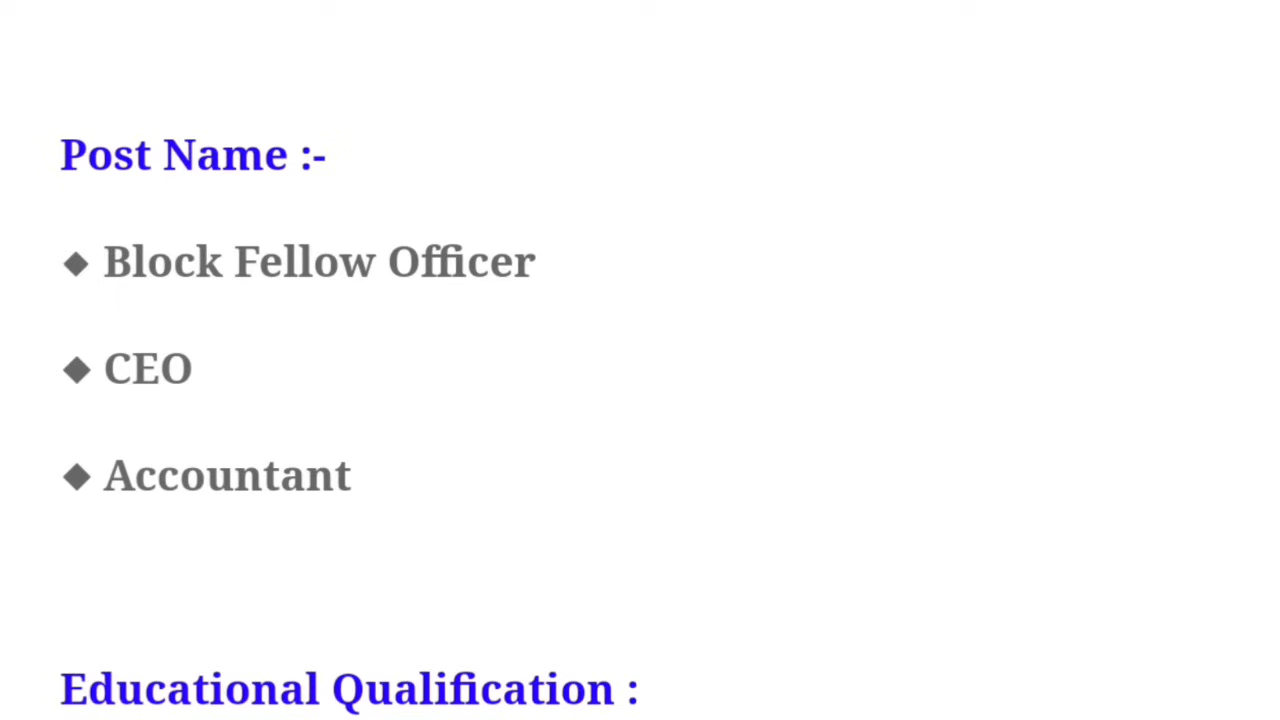 Post Name :-
◆ Block Fellow Officer
◆ CEO
◆ Accountant
Educational Qualification :